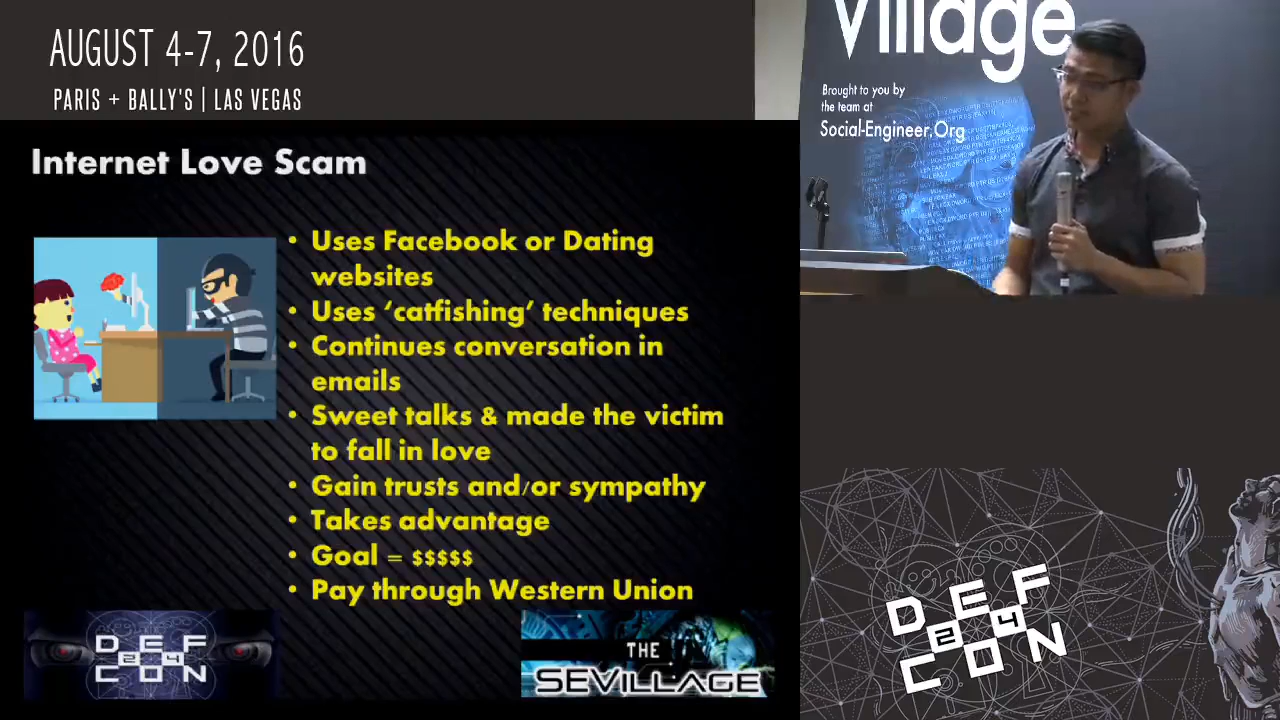 AUGUST 4-7, 2016
PARIS + BALLY'S | LAS VEGAS
Village
Brought to you by
the team at
Social-Engineer.Org
Internet Love Scam
• Uses Facebook or Dating
websites
• Uses ‘catfishing’ techniques
• Continues conversation in
emails
• Sweet talks & made the victim
to fall in love
• Gain trusts and/or sympathy
• Takes advantage
• Goal = $$$$$
• Pay through Western Union
DEF
24
CON
THE
SEVILLAGE
DEF
24
CON